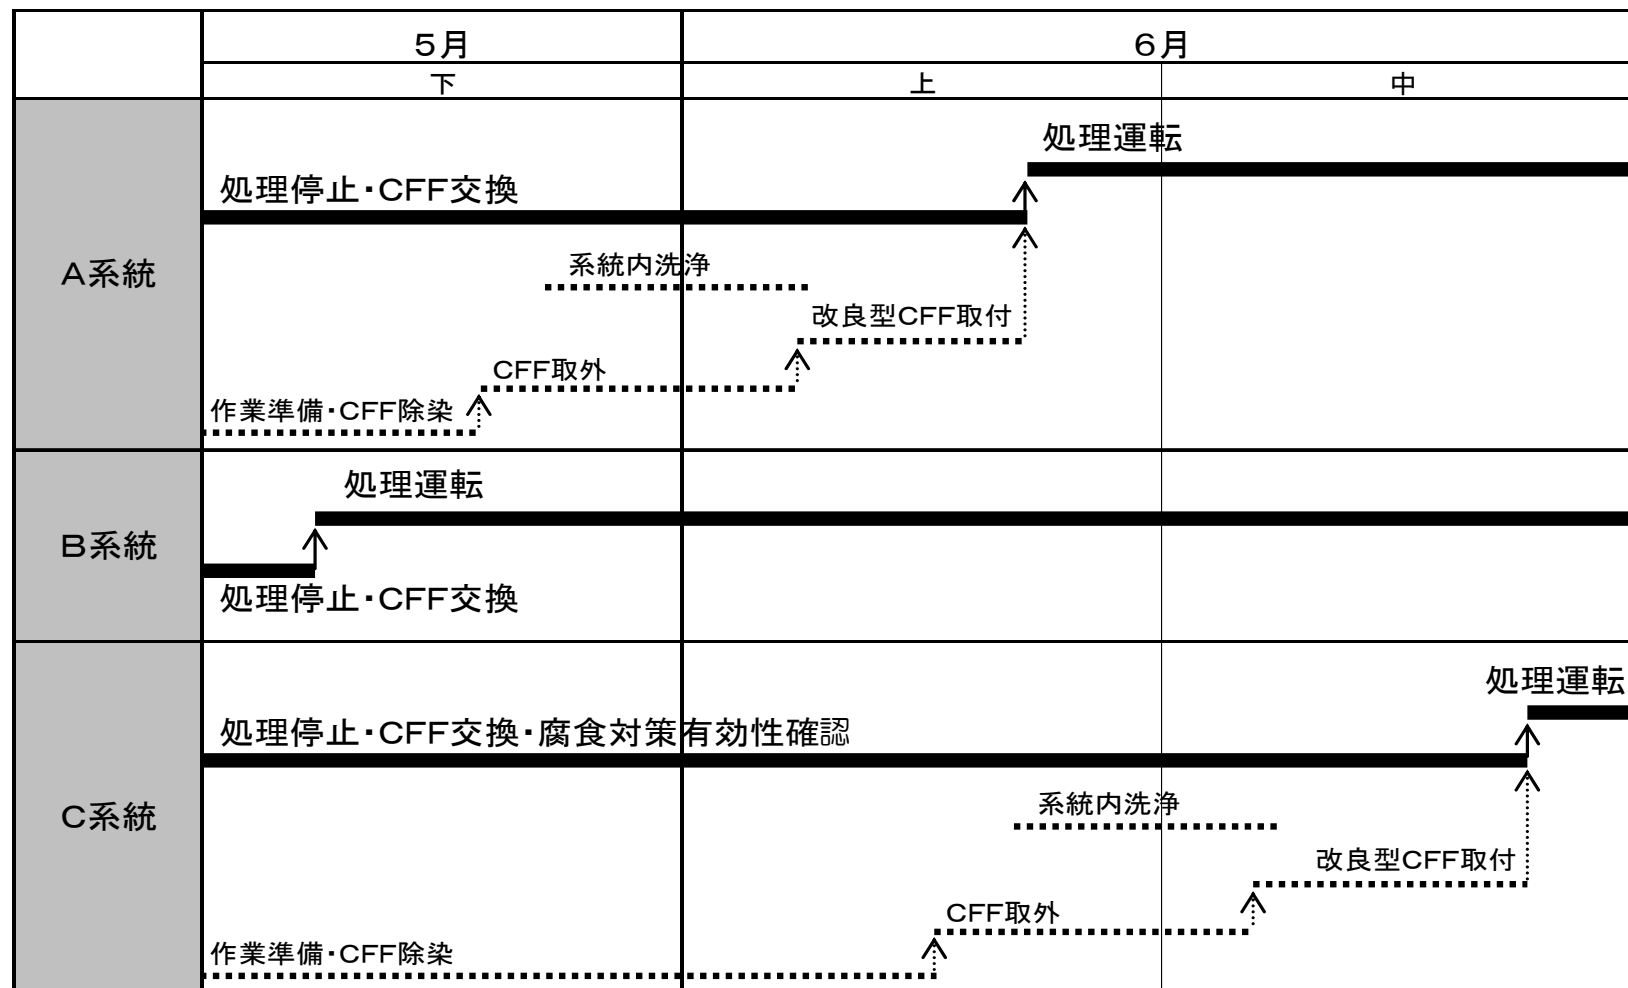 ５月
６月
下
上
中
A系統
処理運転
処理停止・CFF交換
系統内洗浄
改良型CFF取付
CFF取外
作業準備・CFF除染
B系統
処理運転
処理停止・CFF交換
C系統
処理運転
処理停止・CFF交換・腐食対策有効性確認
系統内洗浄
改良型CFF取付
CFF取外
作業準備・CFF除染